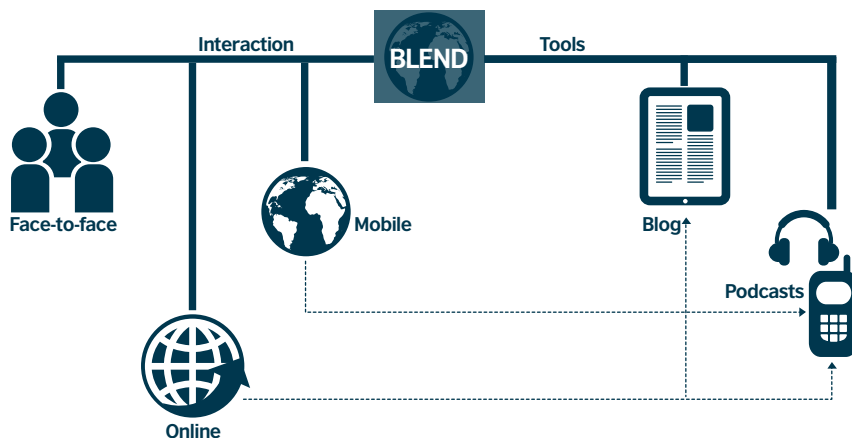 Interaction
BLEND
Tools
Face-to-face
Mobile
Blog
Podcasts
Online